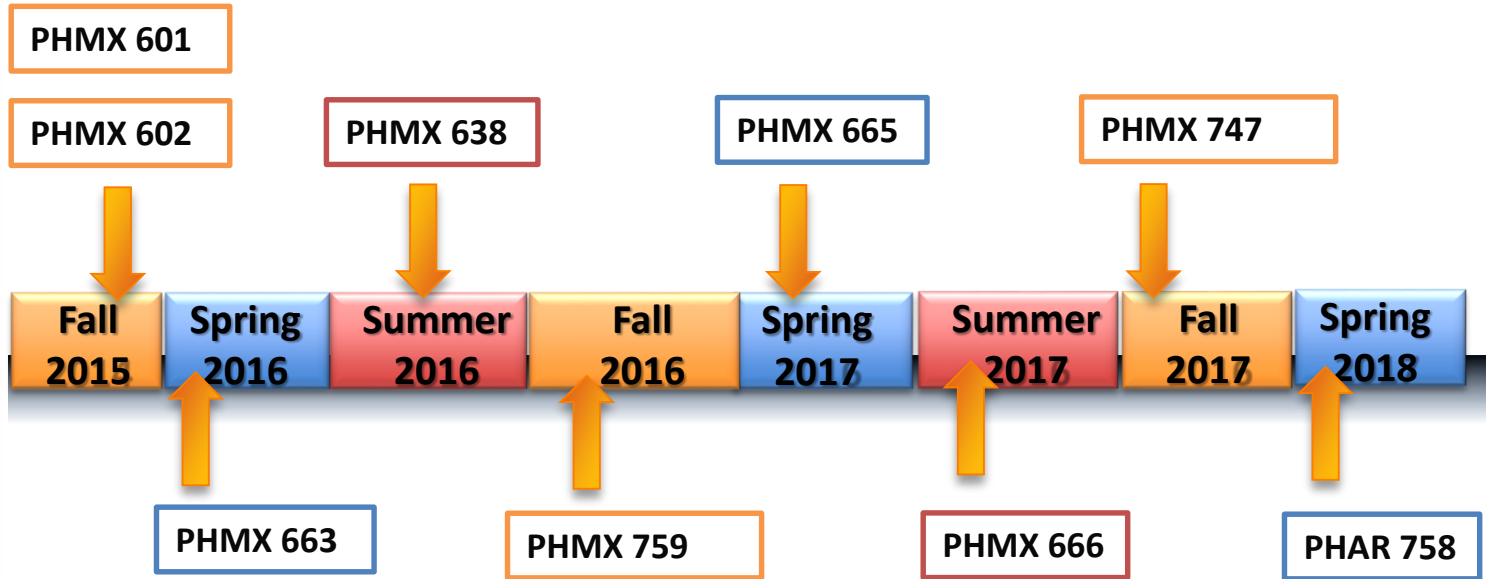 PHMX 601
PHMX 602
PHMX 638
PHMX 665
PHMX 747
Fall
2015
Spring
2016
Summer
2016
Fall
2016
Spring
2017
Summer
2017
Fall
2017
Spring
2018
PHMX 663
PHMX 759
PHMX 666
PHAR 758